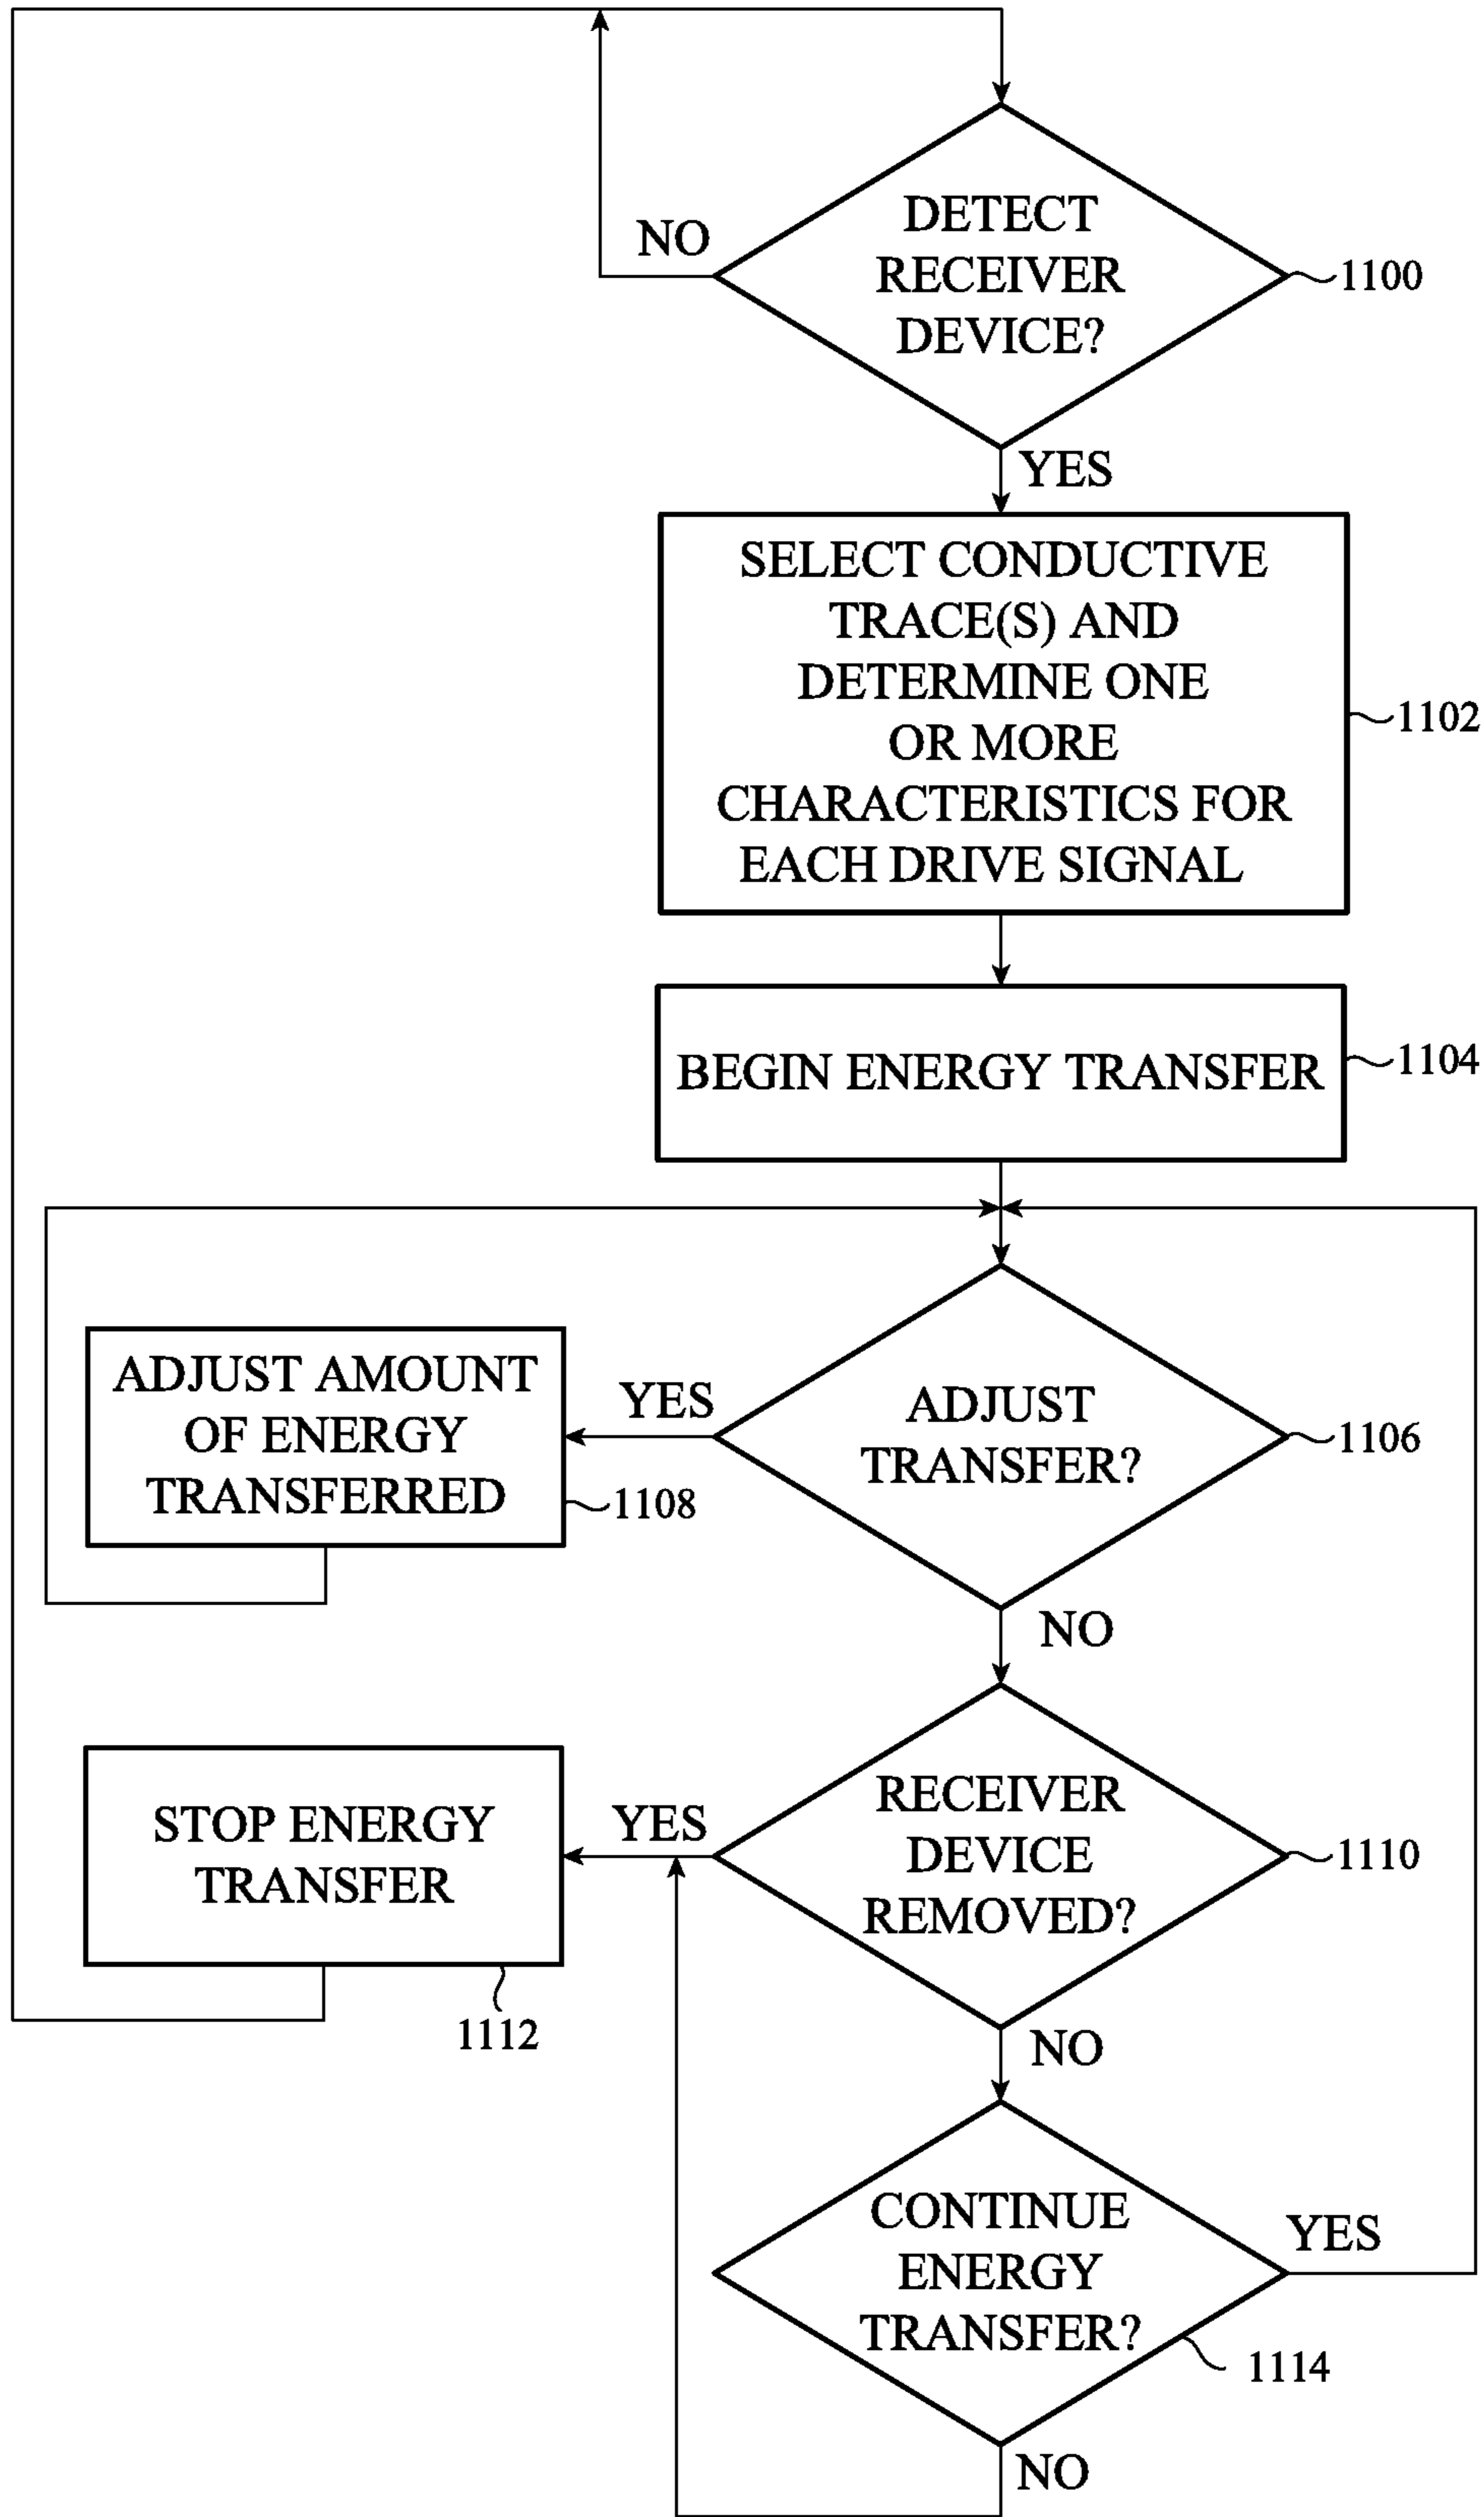 DETECT
RECEIVER
DEVICE?
NO
1100
YES
SELECT CONDUCTIVE
TRACE(S) AND
DETERMINE ONE
OR MORE
CHARACTERISTICS FOR
EACH DRIVE SIGNAL
1102
BEGIN ENERGY TRANSFER
1104
ADJUST
TRANSFER?
1106
YES
ADJUST AMOUNT
OF ENERGY
TRANSFERRED
1108
NO
RECEIVER
DEVICE
REMOVED?
1110
YES
STOP ENERGY
TRANSFER
1112
NO
CONTINUE
ENERGY
TRANSFER?
YES
1114
NO